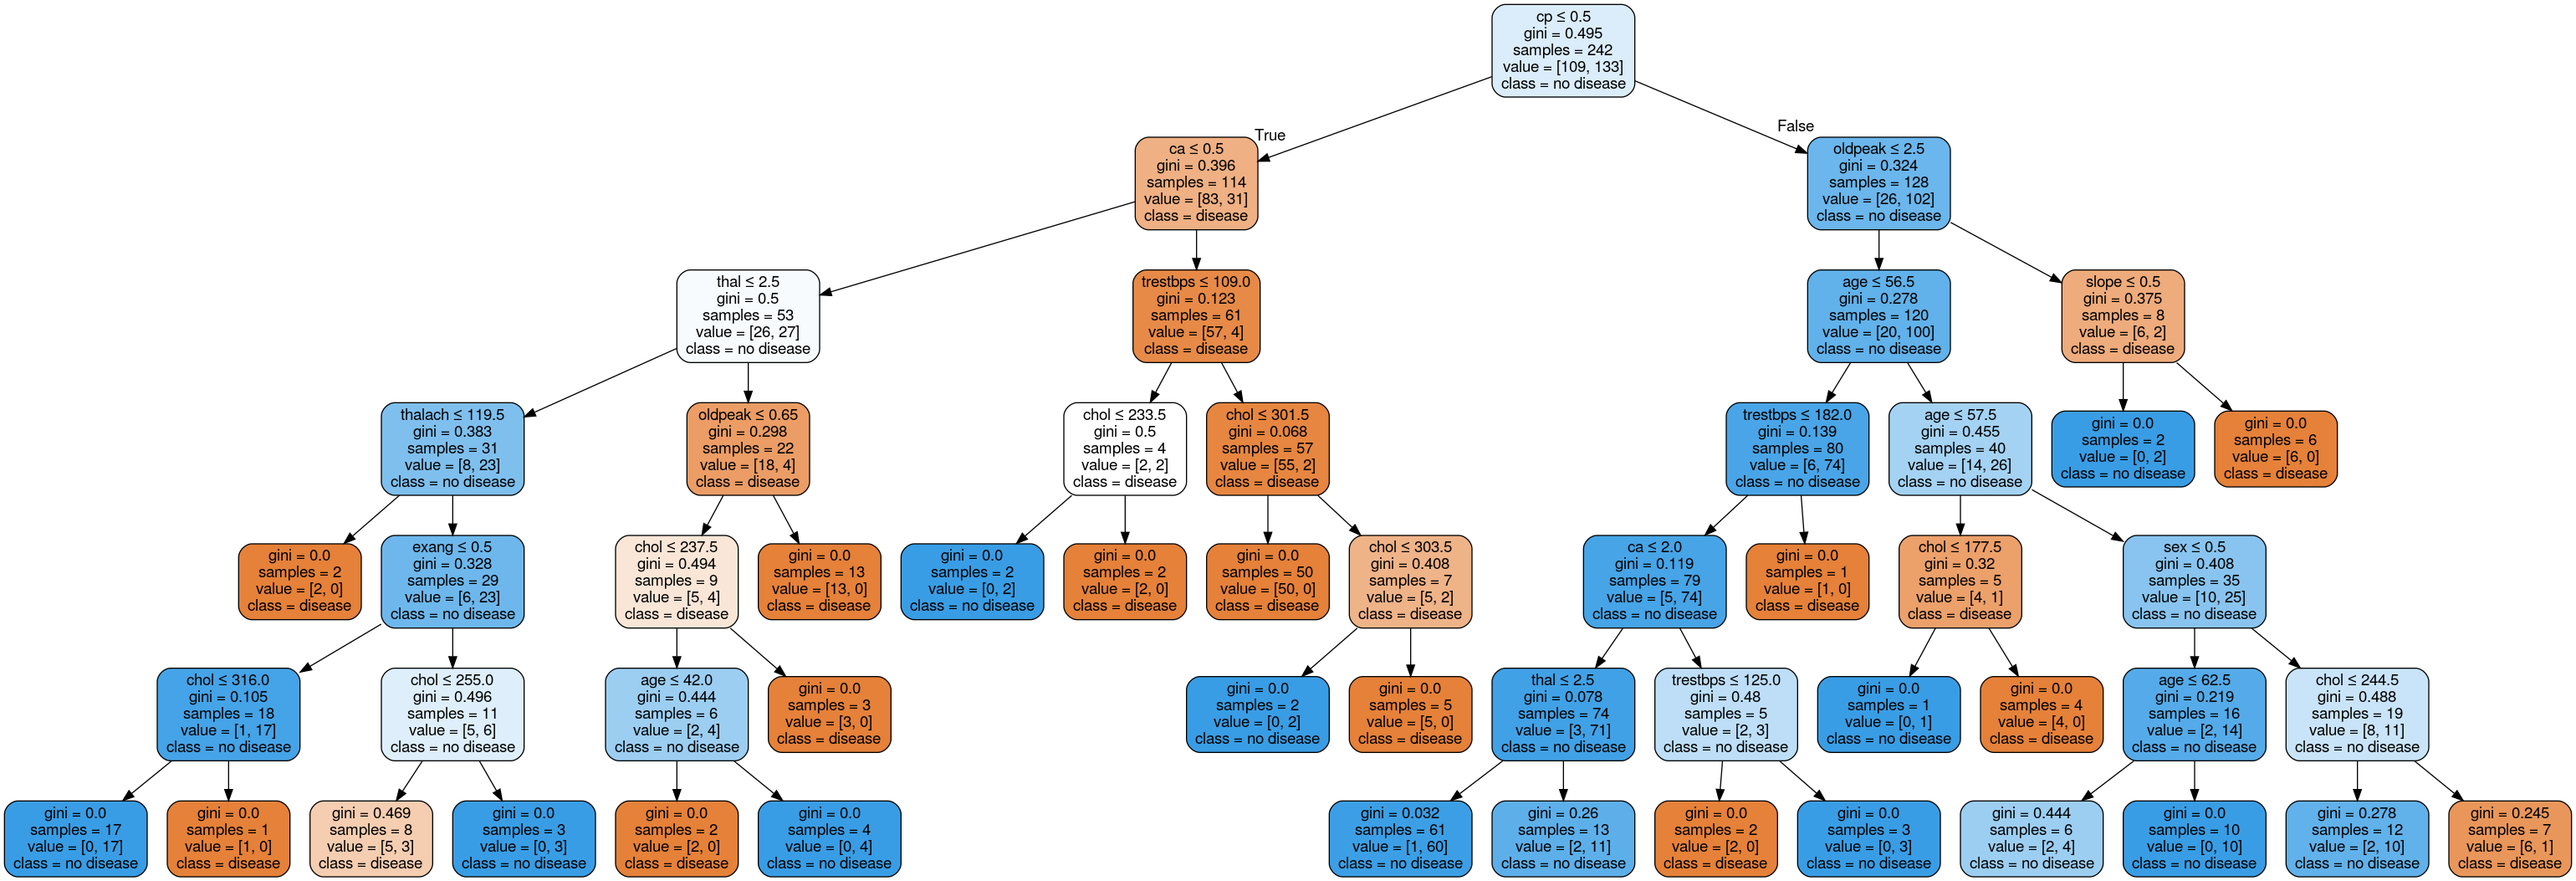 cp ≤ 0.5
gini = 0.495
samples = 242
value = [109, 133]
class = no disease
True
False
ca ≤ 0.5
gini = 0.396
samples = 114
value = [83, 31]
class = disease
oldpeak ≤ 2.5
gini = 0.324
samples = 128
value = [26, 102]
class = no disease
thal ≤ 2.5
gini = 0.5
samples = 53
value = [26, 27]
class = no disease
trestbps ≤ 109.0
gini = 0.123
samples = 61
value = [57, 4]
class = disease
age ≤ 56.5
gini = 0.278
samples = 120
value = [20, 100]
class = no disease
slope ≤ 0.5
gini = 0.375
samples = 8
value = [6, 2]
class = disease
thalach ≤ 119.5
gini = 0.383
samples = 31
value = [8, 23]
class = no disease
oldpeak ≤ 0.65
gini = 0.298
samples = 22
value = [18, 4]
class = disease
chol ≤ 233.5
gini = 0.5
samples = 4
value = [2, 2]
class = disease
chol ≤ 301.5
gini = 0.068
samples = 57
value = [55, 2]
class = disease
trestbps ≤ 182.0
gini = 0.139
samples = 80
value = [6, 74]
class = no disease
age ≤ 57.5
gini = 0.455
samples = 40
value = [14, 26]
class = no disease
gini = 0.0
samples = 2
value = [0, 2]
class = no disease
gini = 0.0
samples = 6
value = [6, 0]
class = disease
gini = 0.0
samples = 2
value = [2, 0]
class = disease
exang ≤ 0.5
gini = 0.328
samples = 29
value = [6, 23]
class = no disease
chol ≤ 237.5
gini = 0.494
samples = 9
value = [5, 4]
class = disease
gini = 0.0
samples = 13
value = [13, 0]
class = disease
gini = 0.0
samples = 2
value = [0, 2]
class = no disease
gini = 0.0
samples = 2
value = [2, 0]
class = disease
gini = 0.0
samples = 50
value = [50, 0]
class = disease
chol ≤ 303.5
gini = 0.408
samples = 7
value = [5, 2]
class = disease
ca ≤ 2.0
gini = 0.119
samples = 79
value = [5, 74]
class = no disease
gini = 0.0
samples = 1
value = [1, 0]
class = disease
chol ≤ 177.5
gini = 0.32
samples = 5
value = [4, 1]
class = disease
sex ≤ 0.5
gini = 0.408
samples = 35
value = [10, 25]
class = no disease
chol ≤ 316.0
gini = 0.105
samples = 18
value = [1, 17]
class = no disease
chol ≤ 255.0
gini = 0.496
samples = 11
value = [5, 6]
class = no disease
age ≤ 42.0
gini = 0.444
samples = 6
value = [2, 4]
class = no disease
gini = 0.0
samples = 3
value = [3, 0]
class = disease
gini = 0.0
samples = 2
value = [0, 2]
class = no disease
gini = 0.0
samples = 5
value = [5, 0]
class = disease
thal ≤ 2.5
gini = 0.078
samples = 74
value = [3, 71]
class = no disease
trestbps ≤ 125.0
gini = 0.48
samples = 5
value = [2, 3]
class = no disease
gini = 0.0
samples = 1
value = [0, 1]
class = no disease
gini = 0.0
samples = 4
value = [4, 0]
class = disease
age ≤ 62.5
gini = 0.219
samples = 16
value = [2, 14]
class = no disease
chol ≤ 244.5
gini = 0.488
samples = 19
value = [8, 11]
class = no disease
gini = 0.0
samples = 17
value = [0, 17]
class = no disease
gini = 0.0
samples = 1
value = [1, 0]
class = disease
gini = 0.469
samples = 8
value = [5, 3]
class = disease
gini = 0.0
samples = 3
value = [0, 3]
class = no disease
gini = 0.0
samples = 2
value = [2, 0]
class = disease
gini = 0.0
samples = 4
value = [0, 4]
class = no disease
gini = 0.032
samples = 61
value = [1, 60]
class = no disease
gini = 0.26
samples = 13
value = [2, 11]
class = no disease
gini = 0.0
samples = 2
value = [2, 0]
class = disease
gini = 0.0
samples = 3
value = [0, 3]
class = no disease
gini = 0.444
samples = 6
value = [2, 4]
class = no disease
gini = 0.0
samples = 10
value = [0, 10]
class = no disease
gini = 0.278
samples = 12
value = [2, 10]
class = no disease
gini = 0.245
samples = 7
value = [6, 1]
class = disease